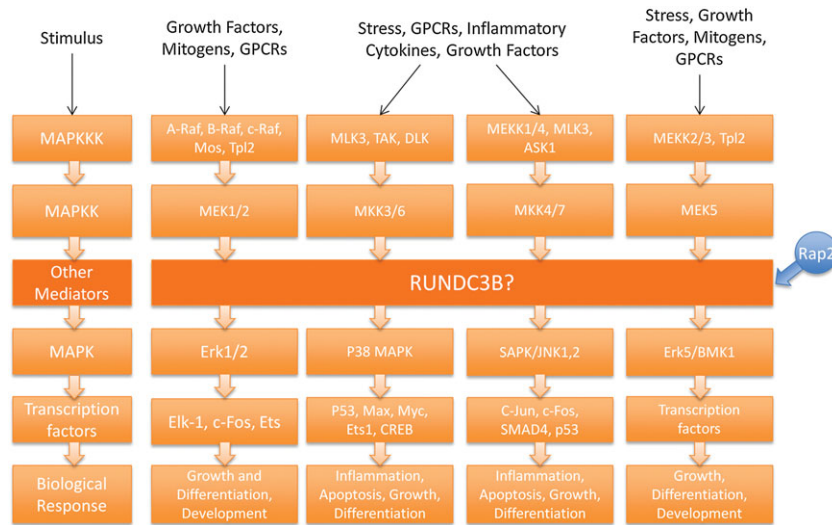 Stimulus
Growth Factors,
Mitogens, GPCRs
Stress, GPCRs, Inflammatory
Cytokines, Growth Factors
Stress, Growth
Factors, Mitogens,
GPCRs
MAPKKK
A-Raf, B-Raf, c-Raf,
Mos, Tpl2
MLK3, TAK, DLK
MEKK1/4, MLK3,
ASK1
MEKK2/3, Tpl2
MAPKK
MEK1/2
MKK3/6
MKK4/7
MEK5
Other
Mediators
RUNDC3B?
Rap2
MAPK
Erk1/2
P38 MAPK
SAPK/JNK1,2
Erk5/BMK1
Transcription
factors
Elk-1, c-Fos, Ets
P53, Max, Myc,
Ets1, CREB
C-Jun, c-Fos,
SMAD4, p53
Transcription
factors
Biological
Response
Growth and
Differentiation,
Development
Inflammation,
Apoptosis, Growth,
Differentiation
Inflammation,
Apoptosis, Growth,
Differentiation
Growth,
Differentiation,
Development